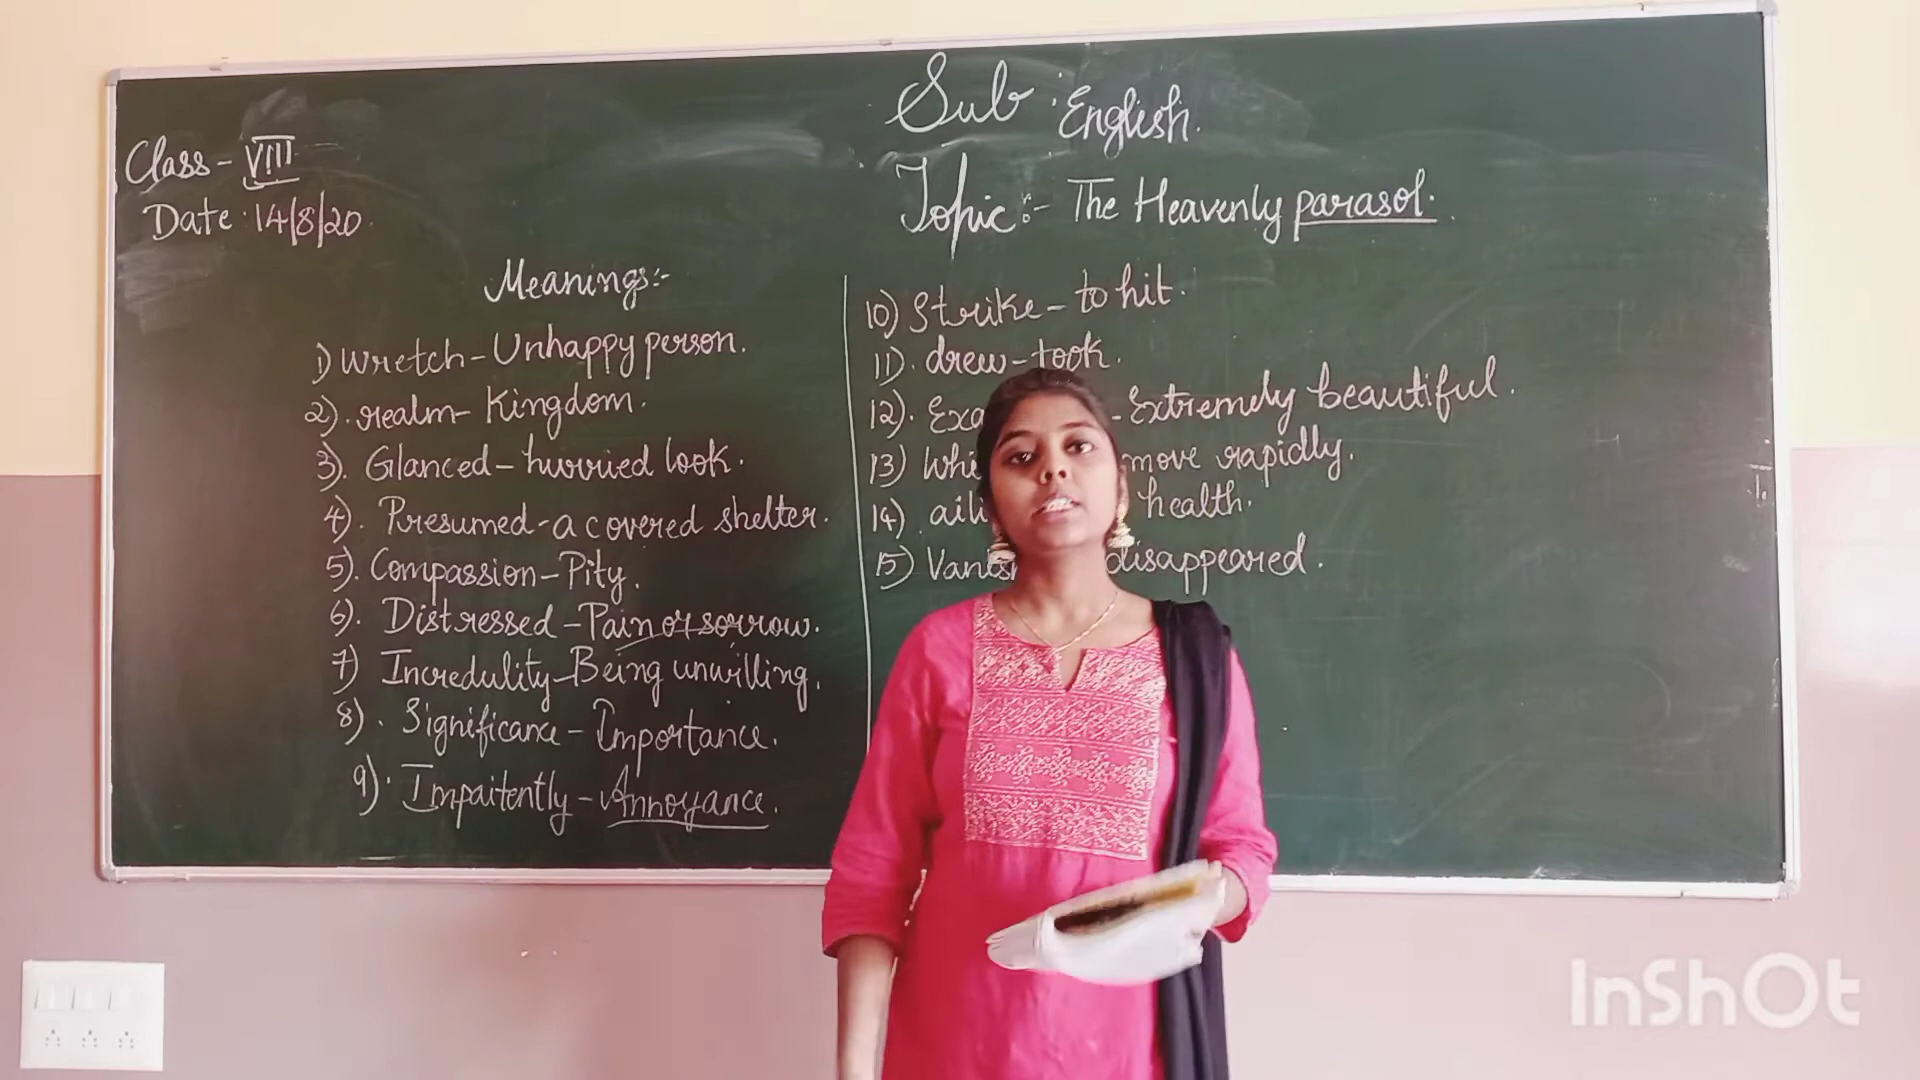 Sub : English.
Class - VIII
Topic :- The Heavenly parasol.
Date : 14/8/20
Meanings:-
1) Wretch - Unhappy person.
2). realm - Kingdom.
3). Glanced - hurried look.
4). Presumed - a covered shelter.
5). Compassion - Pity.
6). Distressed - Pain or sorrow.
7) Incredulity - Being unwilling.
8). Significance - Importance.
9). Impaitently - Annoyance.
10) Strike - to hit.
11). drew - took.
12). - Extremely beautiful.
13) move rapidly.
14) health.
15) disappeared.
InShOt